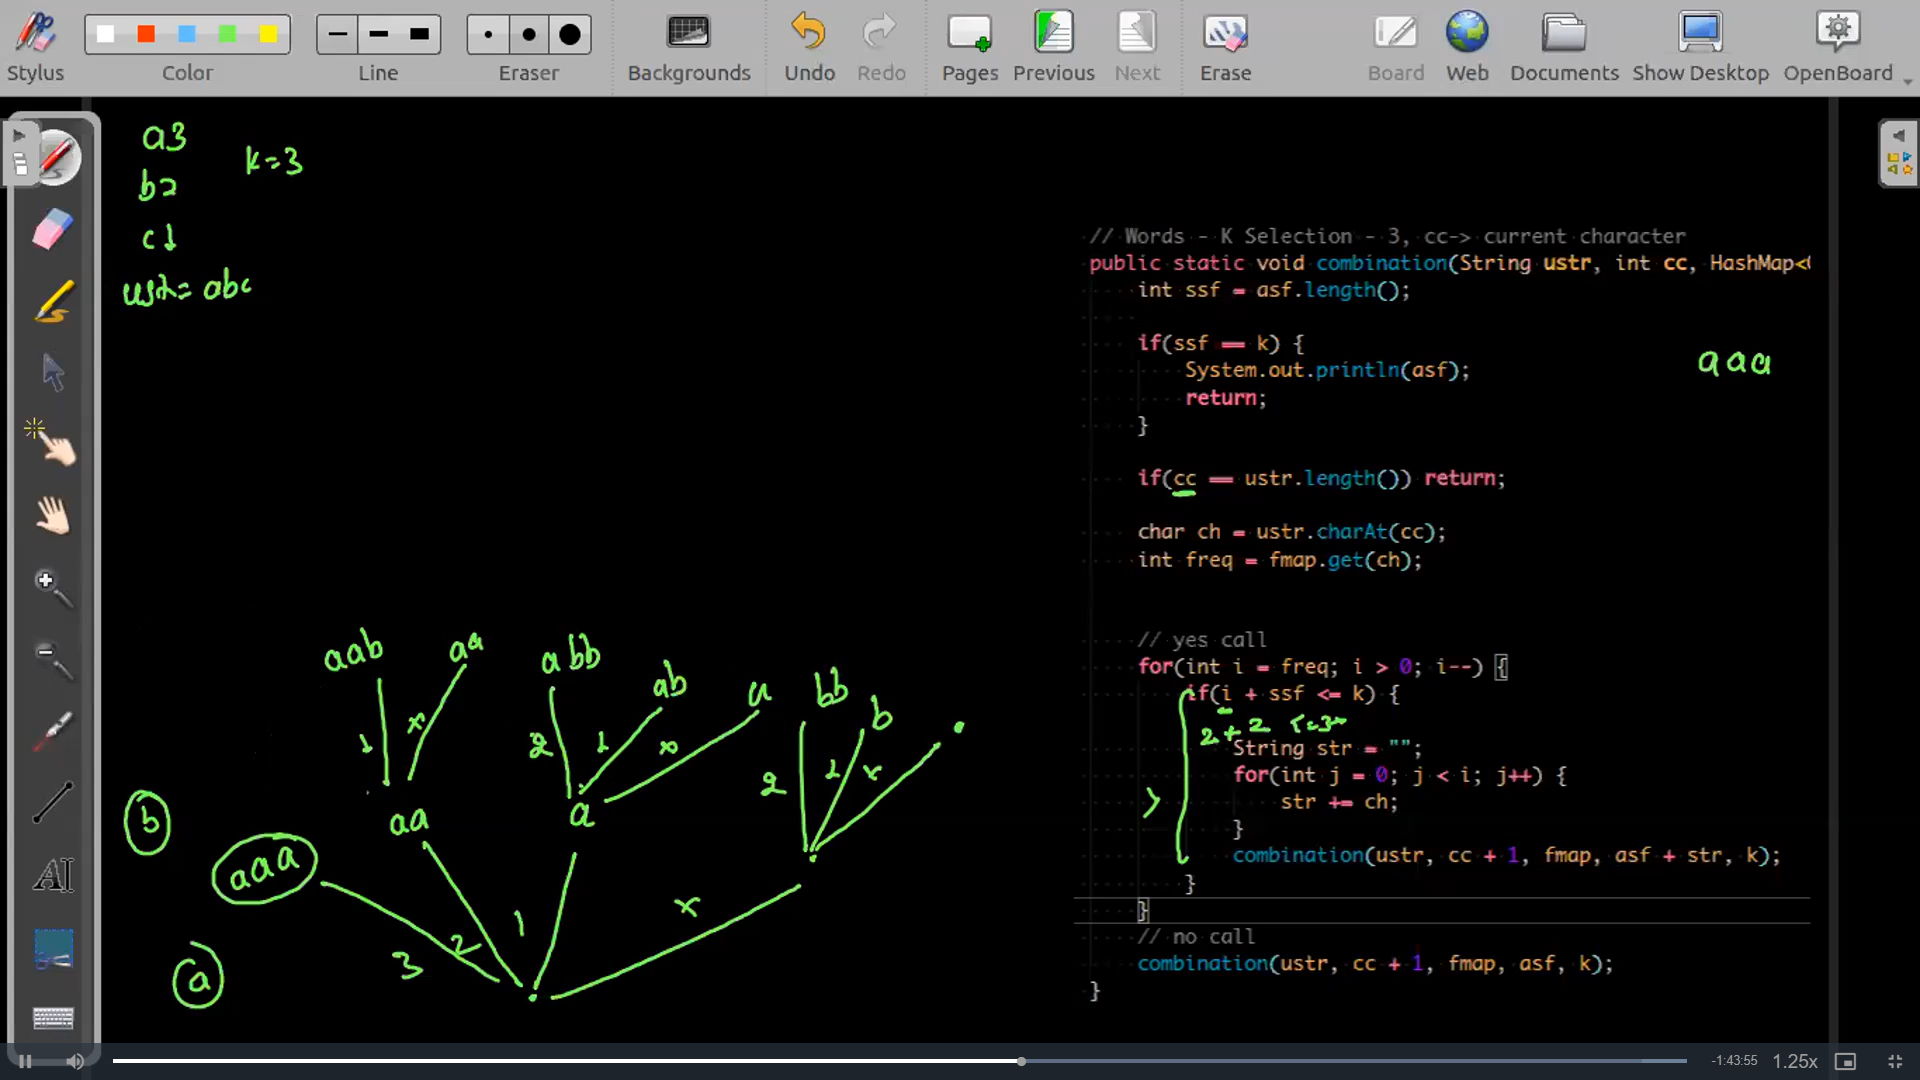 Stylus
Color
Line
Eraser
Backgrounds
Undo
Redo
Pages
Previous
Next
Erase
Board
Web
Documents
Show Desktop
OpenBoard
a3
b2
c1
k=3
ustr= abc
// Words - K Selection - 3, cc-> current character
public static void combination(String ustr, int cc, HashMap<
int ssf = asf.length();
if(ssf == k) {
System.out.println(asf);
return;
}
aaa
if(cc == ustr.length()) return;
char ch = ustr.charAt(cc);
int freq = fmap.get(ch);
// yes call
for(int i = freq; i > 0; i--) {
if(i + ssf <= k) {
2+2 <=3
String str = "";
for(int j = 0; j < i; j++) {
str += ch;
}
combination(ustr, cc + 1, fmap, asf + str, k);
}
}
// no call
combination(ustr, cc + 1, fmap, asf, k);
}
aab
aa
abb
ab
a
bb
b
.
1
x
2
1
x
2
1
x
b
aa
a
.
aaa
a
3
2
1
x
.
-1:43:55
1.25x